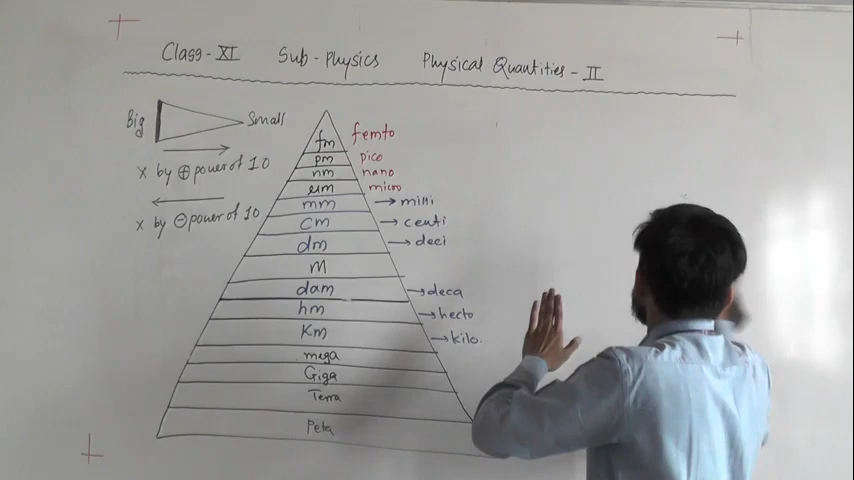 Class-XI Sub-physics Physical Quantities-II
Big Small
x by ⊕ power of 10
x by ⊖ power of 10
fm femto
pm pico
nm nano
μm micro
mm → milli
cm → centi
dm → deci
M
dam → deca
hm → hecto
Km → kilo.
mega
Giga
Terra
Peta